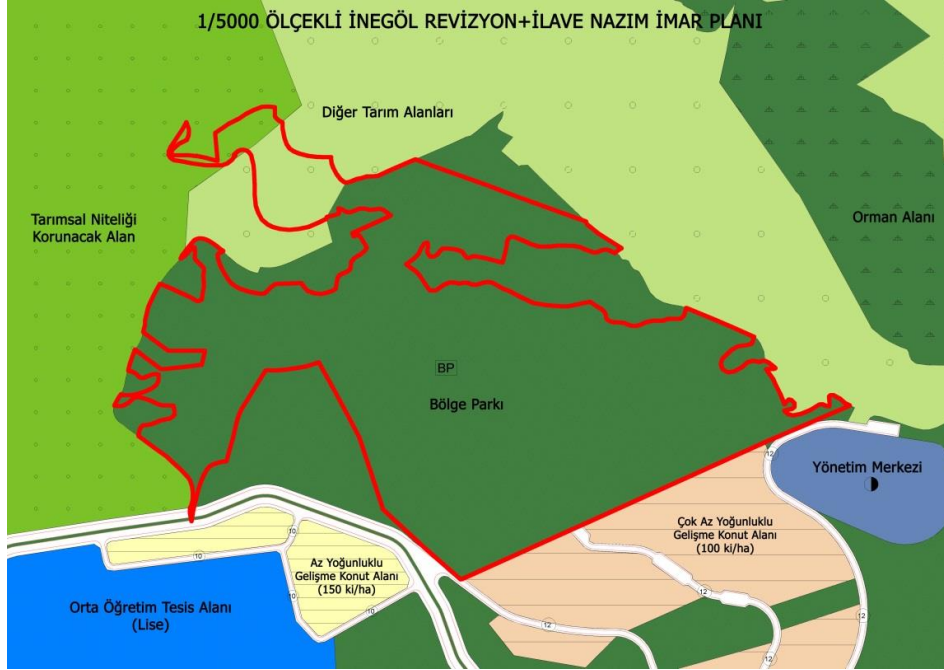 1/5000 ÖLÇEKLİ İNEGÖL REVİZYON+İLAVE NAZIM İMAR PLANI
Diğer Tarım Alanları
Tarımsal Niteliği
Korunacak Alan
Orman Alanı
BP
Bölge Parkı
12
Yönetim Merkezi
Çok Az Yoğunluklu
Gelişme Konut Alanı
(100 ki/ha)
10
10
Az Yoğunluklu
Gelişme Konut Alanı
(150 ki/ha)
10
10
Orta Öğretim Tesis Alanı
(Lise)
12
12
12
12